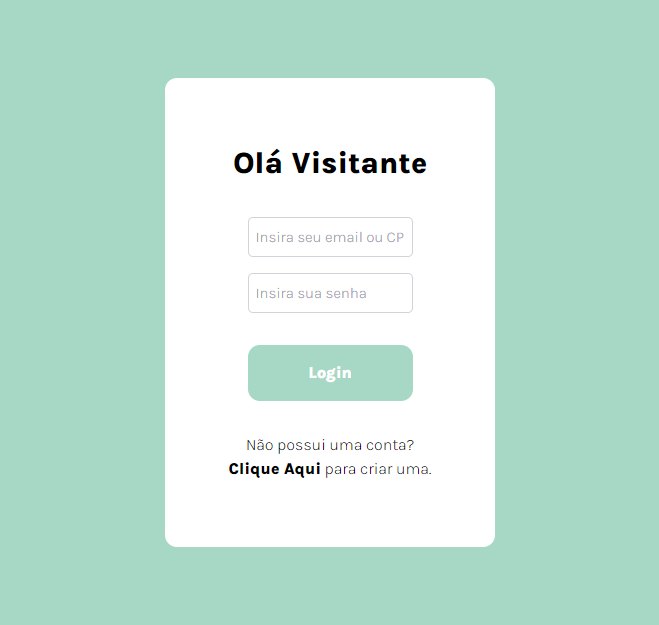 Olá Visitante
Insira seu email ou CP
Insira sua senha
Login
Não possui uma conta?
Clique Aqui para criar uma.